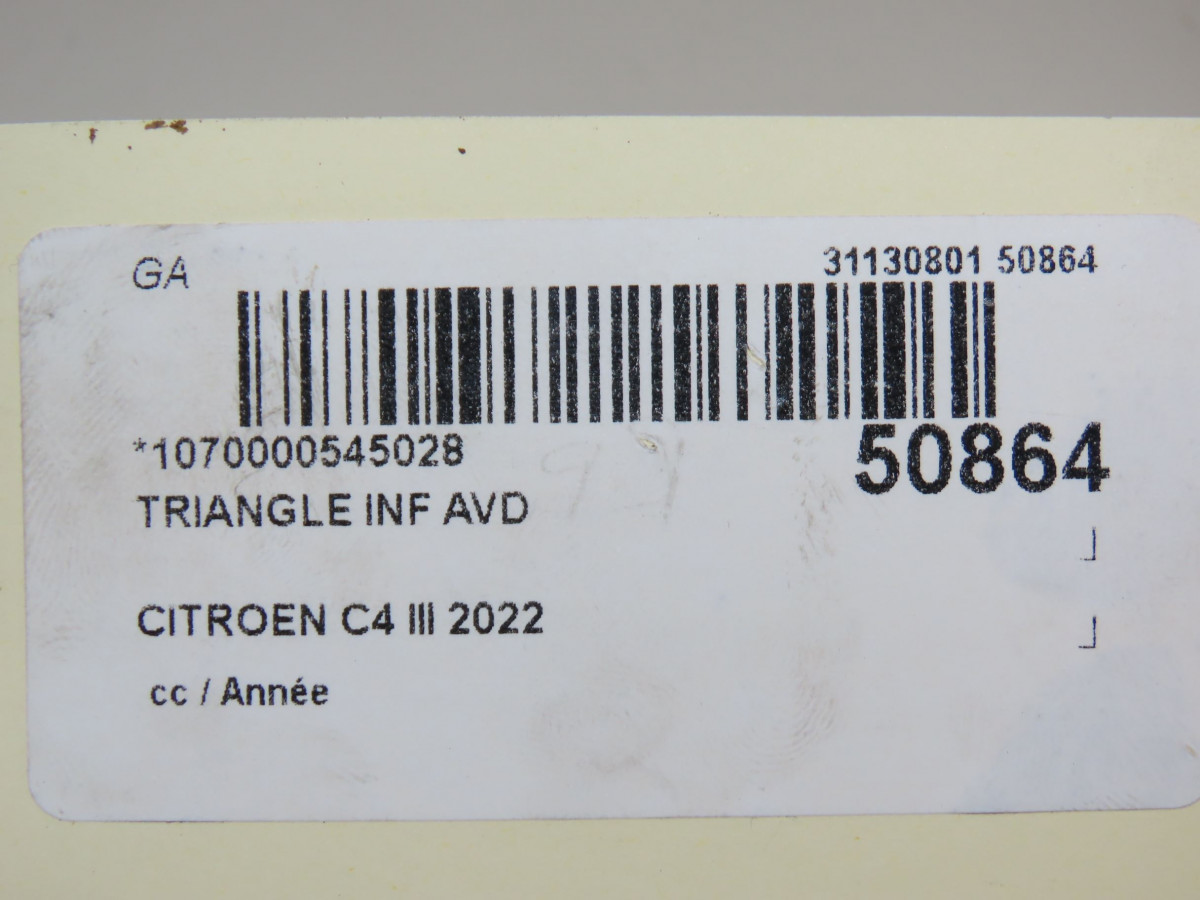 GA
31130801 50864
*1070000545028
50864
TRIANGLE INF AVD
CITROEN C4 III 2022
cc / Année